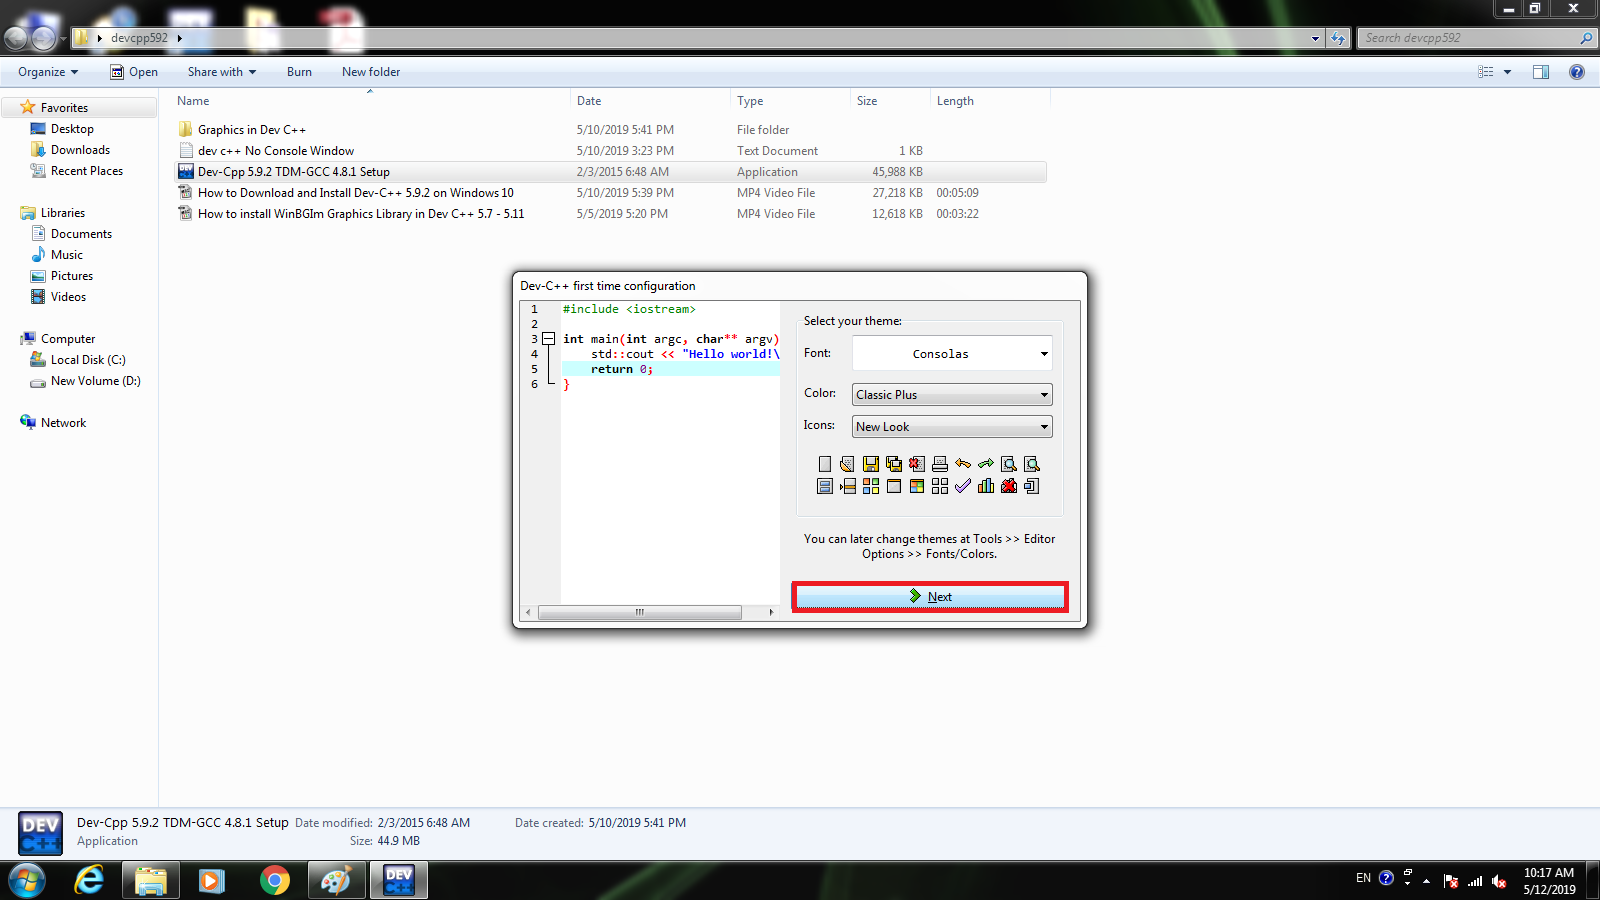 devcpp592
Search devcpp592
Organize
Open
Share with
Burn
New folder
Name
Date
Type
Size
Length
Favorites
Desktop
Downloads
Recent Places
Libraries
Documents
Music
Pictures
Videos
Computer
Local Disk (C:)
New Volume (D:)
Network
Graphics in Dev C++ 5/10/2019 5:41 PM File folder
dev c++ No Console Window 5/10/2019 3:23 PM Text Document 1 KB
Dev-Cpp 5.9.2 TDM-GCC 4.8.1 Setup 2/3/2015 6:48 AM Application 45,988 KB
How to Download and Install Dev-C++ 5.9.2 on Windows 10 5/10/2019 5:39 PM MP4 Video File 27,218 KB 00:05:09
How to install WinBGIm Graphics Library in Dev C++ 5.7 - 5.11 5/5/2019 5:20 PM MP4 Video File 12,618 KB 00:03:22
Dev-C++ first time configuration
1 #include <iostream>
2
3 int main(int argc, char** argv)
4 std::cout << "Hello world!\
5 return 0;
6 }
Select your theme:
Font: Consolas
Color: Classic Plus
Icons: New Look
You can later change themes at Tools >> Editor
Options >> Fonts/Colors.
Next
DEV
C++
Dev-Cpp 5.9.2 TDM-GCC 4.8.1 Setup Date modified: 2/3/2015 6:48 AM Date created: 5/10/2019 5:41 PM
Application Size: 44.9 MB
DEV
C++
EN
10:17 AM
5/12/2019